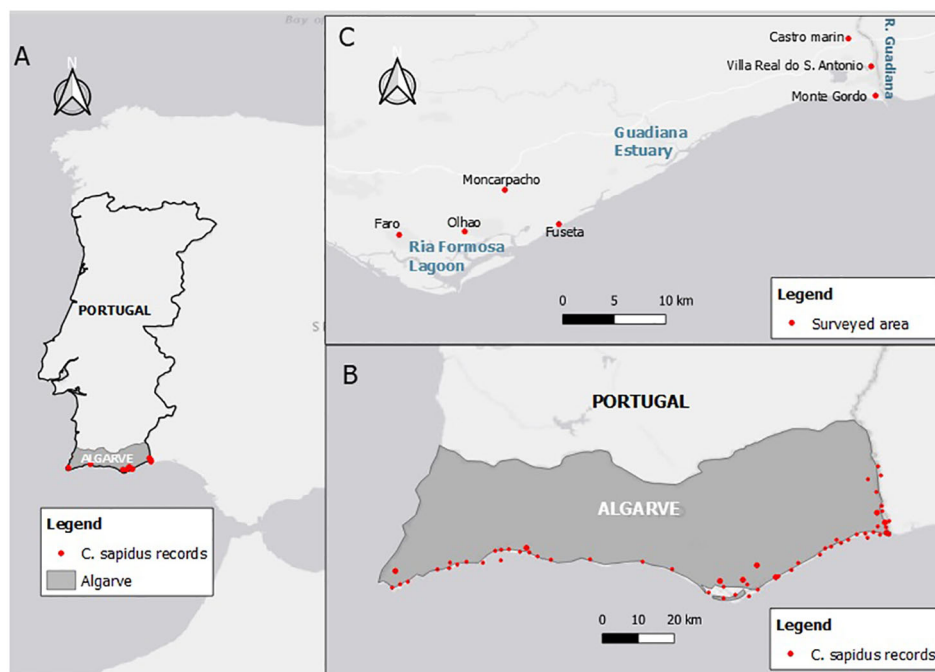 A
N
Bay of
PORTUGAL
ALGARVE
Legend
C. sapidus records
Algarve
C
N
Castro marin
R. Guadiana
Villa Real do S. Antonio
Monte Gordo
Guadiana
Estuary
Moncarpacho
Faro
Olhao
Fuseta
Ria Formosa
Lagoon
0 5 10 km
Legend
Surveyed area
B
PORTUGAL
ALGARVE
0 10 20 km
Legend
C. sapidus records